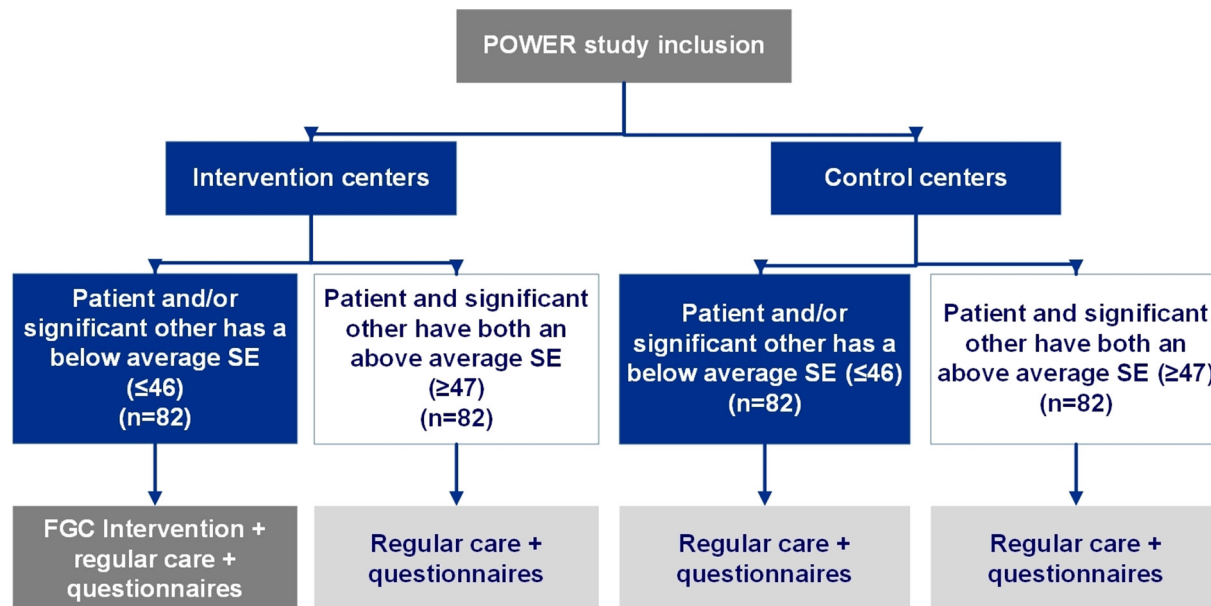 POWER study inclusion
Intervention centers
Control centers
Patient and/or
significant other has a
below average SE
(≤46)
(n=82)
Patient and significant
other have both an
above average SE
(≥47)
(n=82)
Patient and/or
significant other has a
below average SE (≤46)
(n=82)
Patient and significant
other have both an
above average SE (≥47)
(n=82)
FGC Intervention +
regular care +
questionnaires
Regular care +
questionnaires
Regular care +
questionnaires
Regular care +
questionnaires